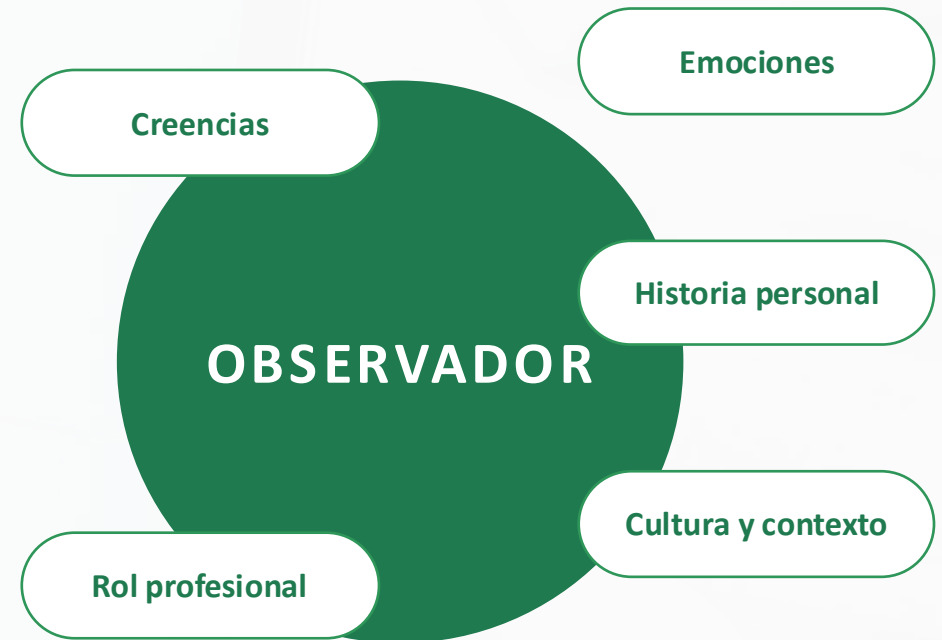 Emociones
Creencias
Historia personal
OBSERVADOR
Cultura y contexto
Rol profesional